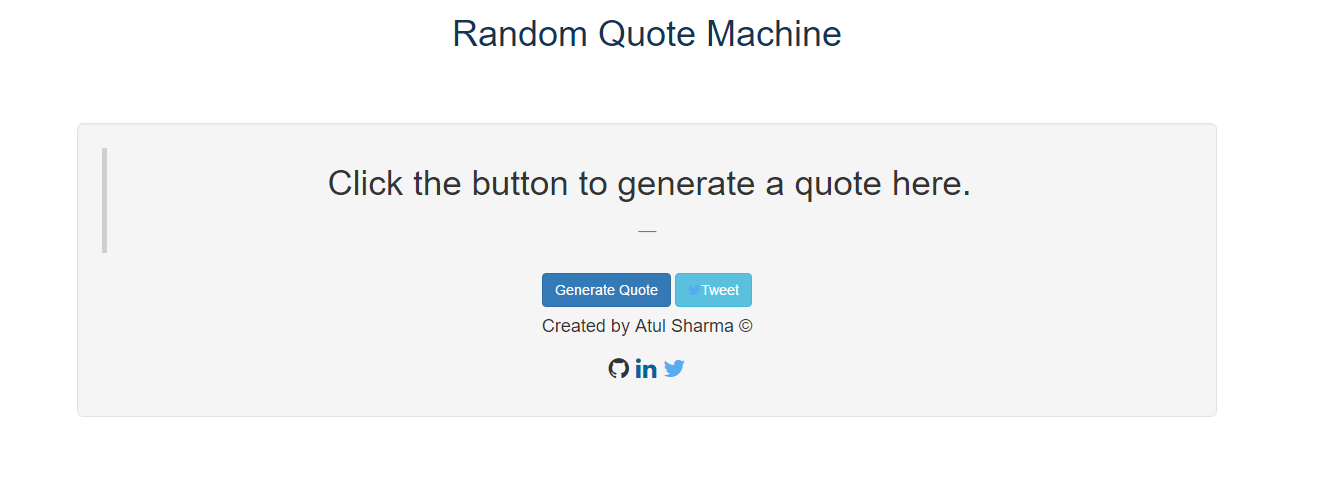 Random Quote Machine
Click the button to generate a quote here.
—
Generate Quote Tweet
Created by Atul Sharma ©
in